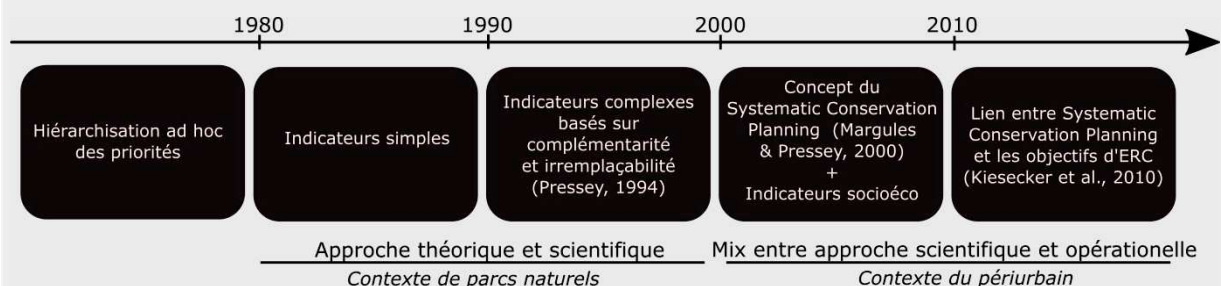 1980
1990
2000
2010
Hiérarchisation ad hoc
des priorités
Indicateurs simples
Indicateurs complexes
basés sur
complémentarité
et irremplaçabilité
(Pressey, 1994)
Concept du
Systematic Conservation
Planning (Margules
& Pressey, 2000)
+
Indicateurs socioéco
Lien entre Systematic
Conservation Planning
et les objectifs d'ERC
(Kiesecker et al., 2010)
Approche théorique et scientifique
Contexte de parcs naturels
Mix entre approche scientifique et opérationelle
Contexte du périurbain